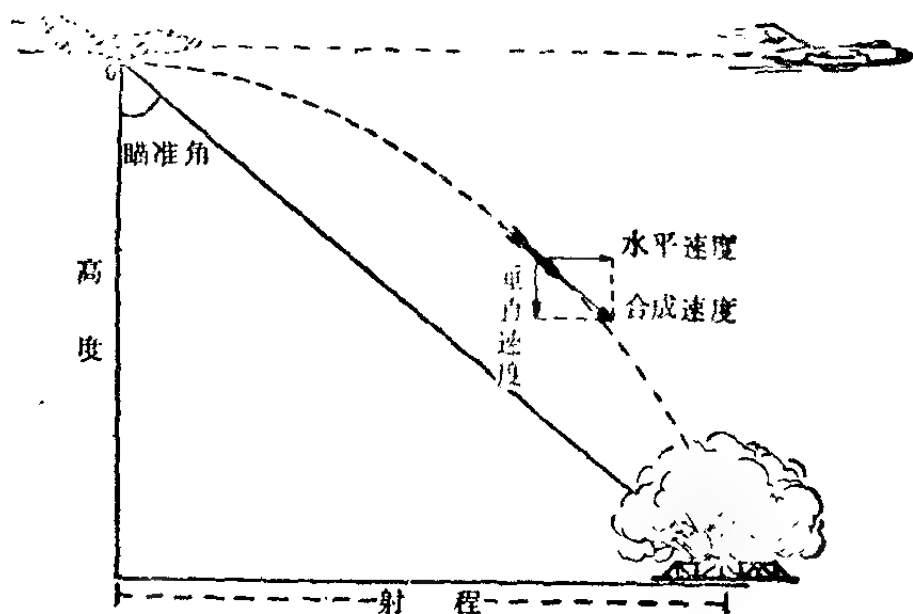 瞄准角
水平速度
高度
垂直速度
合成速度
射程